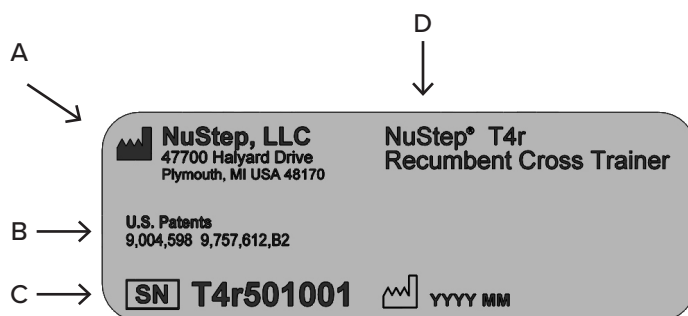 D
A
NuStep, LLC
47700 Halyard Drive
Plymouth, MI USA 48170
NuStep® T4r
Recumbent Cross Trainer
B
U.S. Patents
9,004,598 9,757,612,B2
C
SN T4r501001 YYYY MM